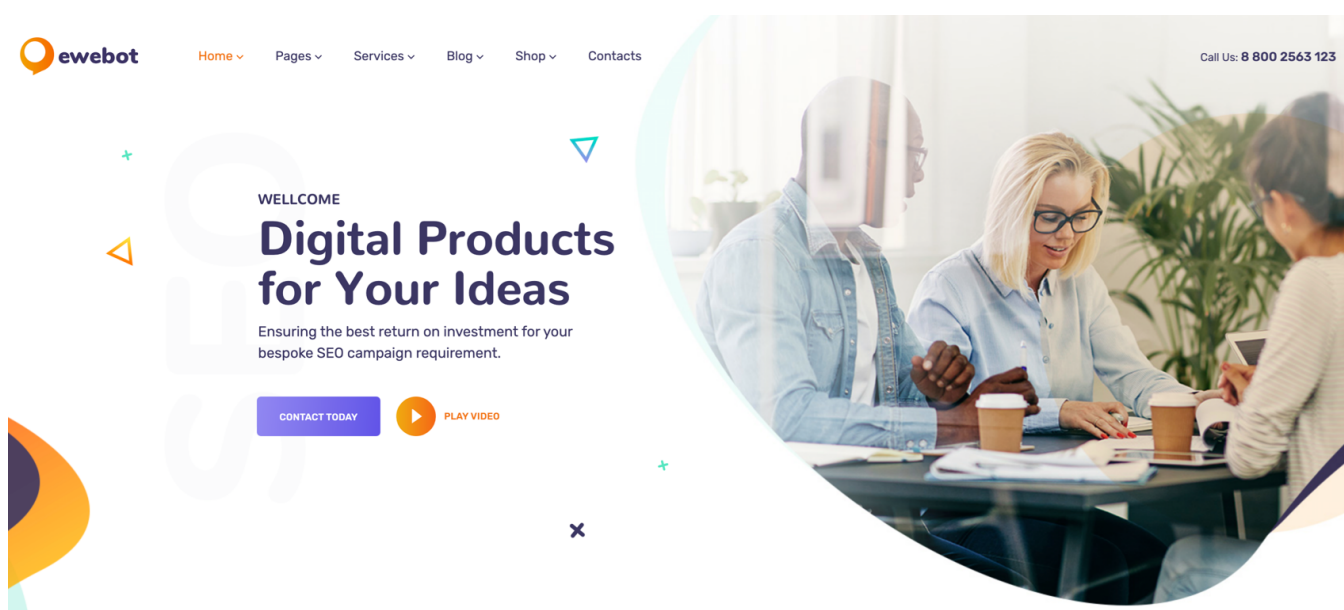 ewebot
Home Pages Services Blog Shop Contacts
Call Us: 8 800 2563 123
SEO
WELLCOME
Digital Products
for Your Ideas
Ensuring the best return on investment for your
bespoke SEO campaign requirement.
CONTACT TODAY
PLAY VIDEO